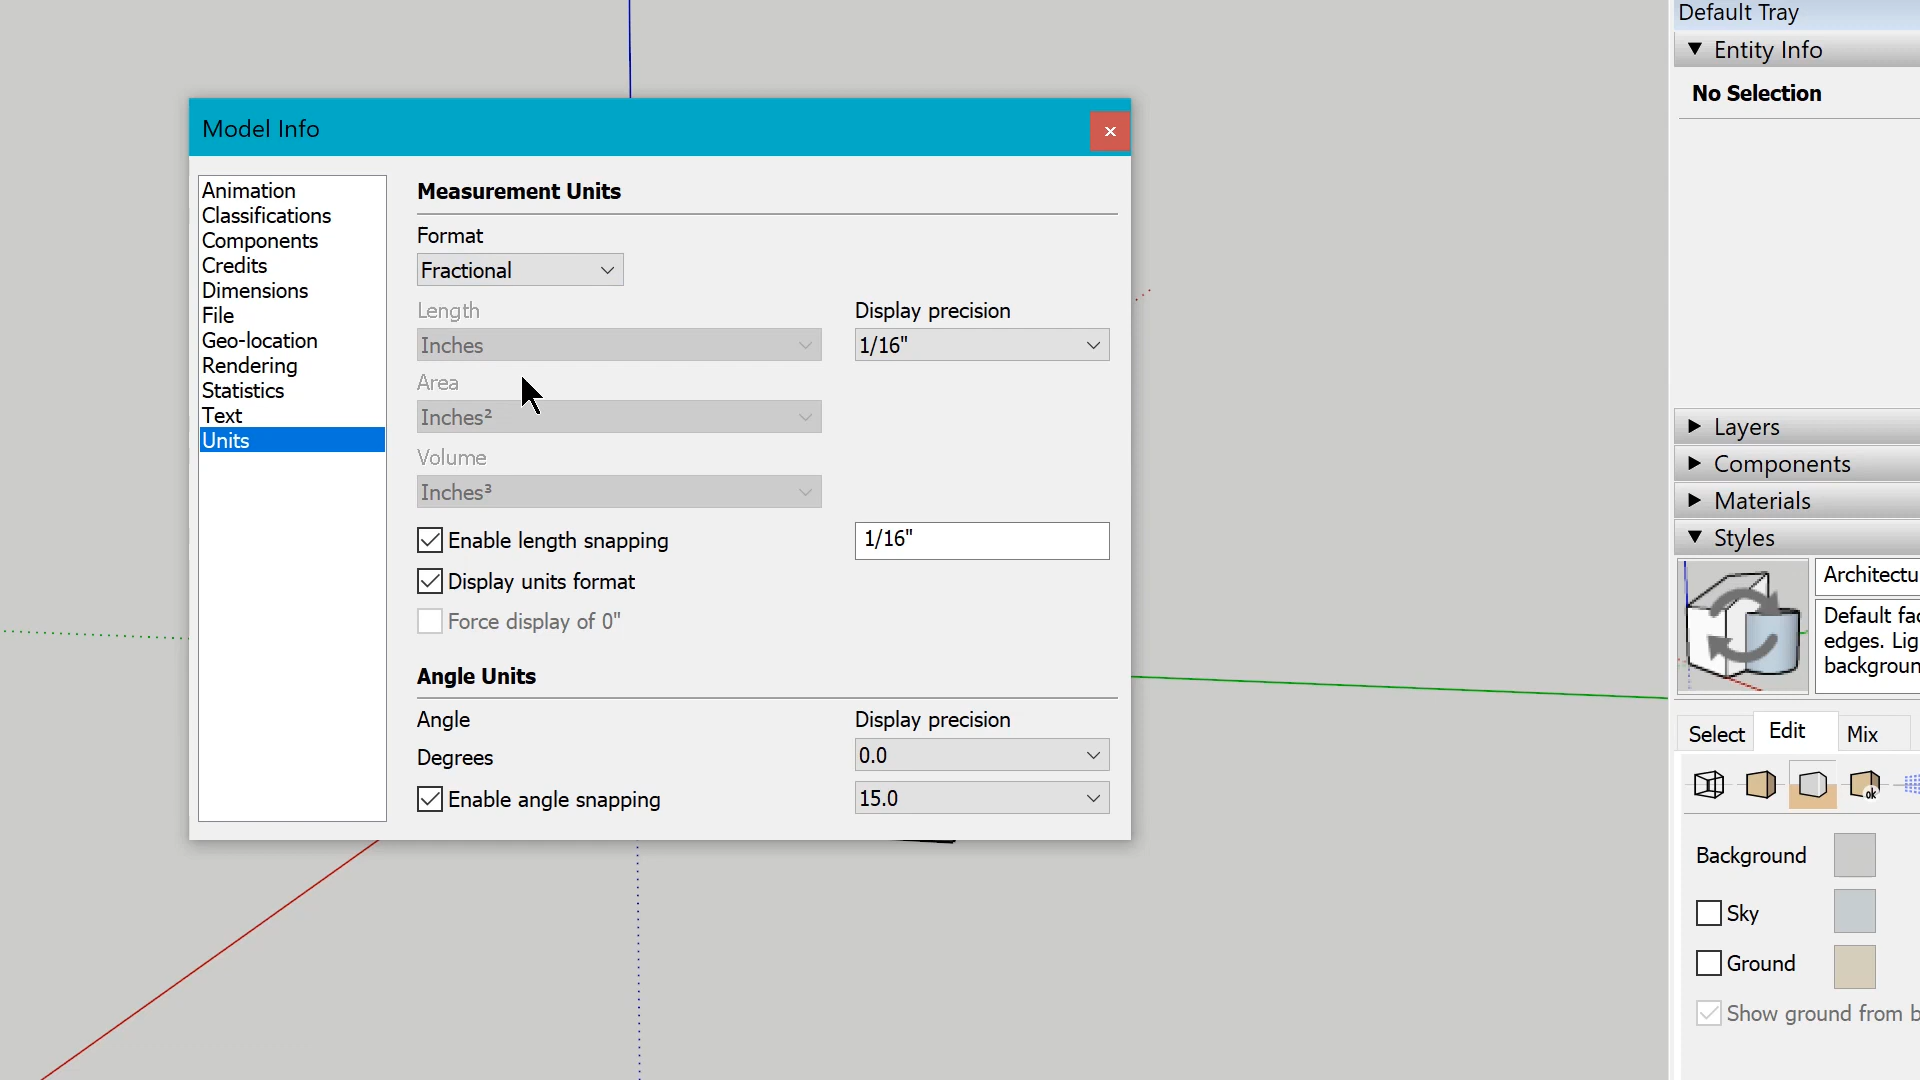 Default Tray
Entity Info
No Selection
Model Info
Animation
Classifications
Components
Credits
Dimensions
File
Geo-location
Rendering
Statistics
Text
Units
Measurement Units
Format
Fractional
Length
Display precision
Inches
1/16"
Area
Inches²
Volume
Inches³
Enable length snapping
1/16"
Display units format
Force display of 0"
Angle Units
Angle
Display precision
Degrees
0.0
Enable angle snapping
15.0
Layers
Components
Materials
Styles
Architectu
Default fac
edges. Lig
backgroun
Select
Edit
Mix
ok
Background
Sky
Ground
Show ground from b